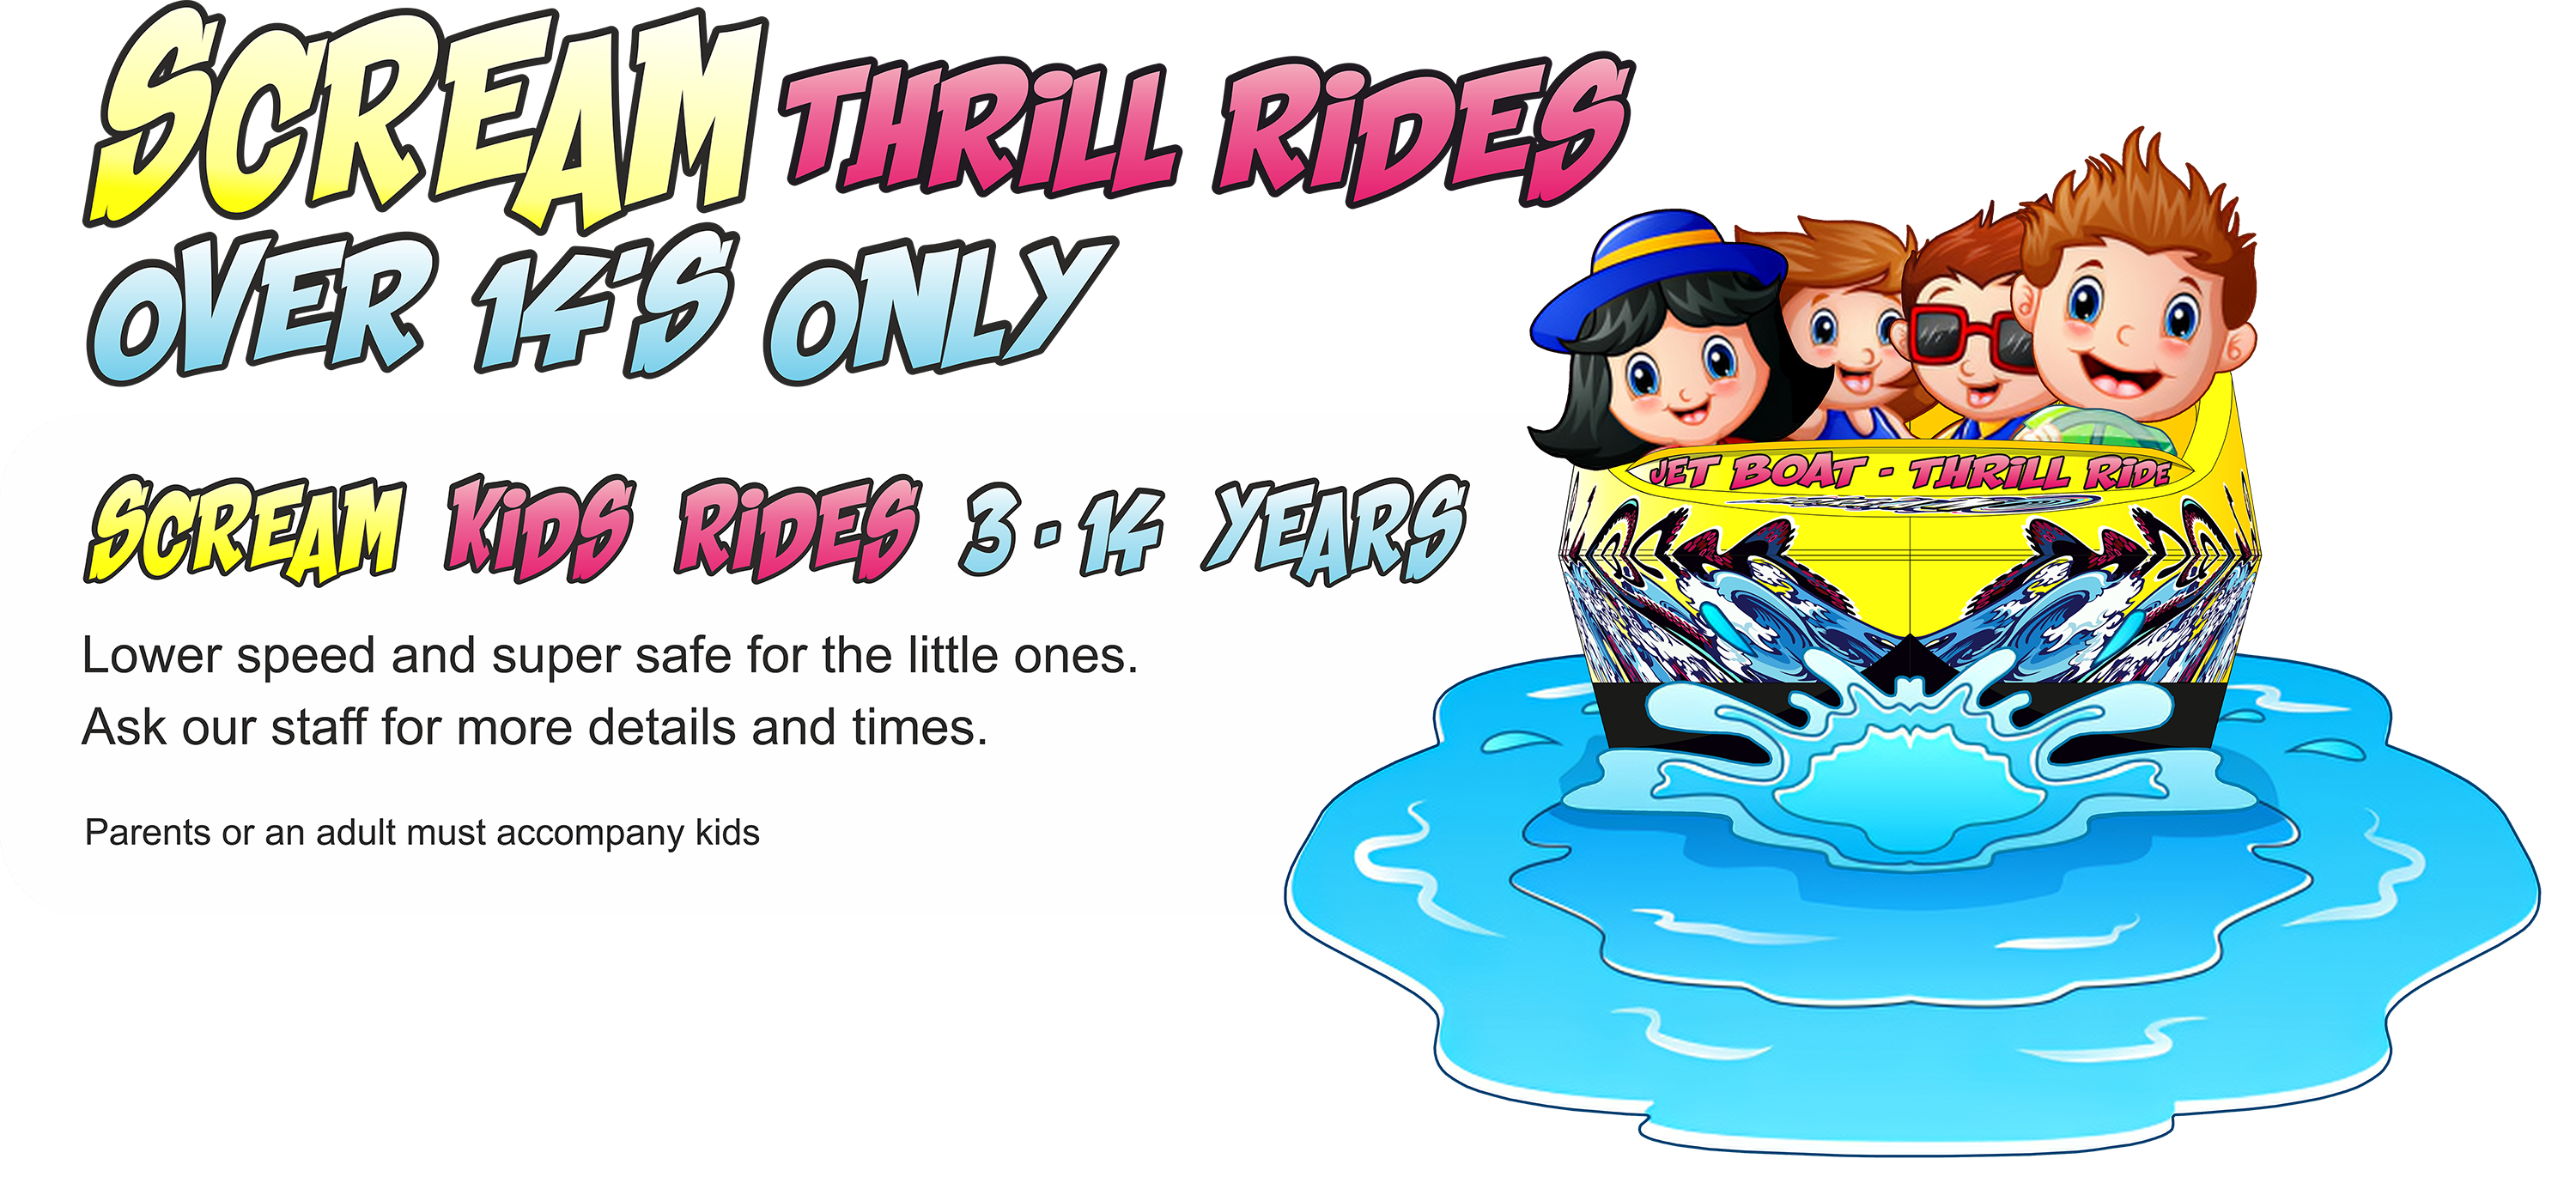 SCREAM THRiLL RiDES
OVER 14'S ONLY
SCREAM KiDS RiDES 3 - 14 YEARS
Lower speed and super safe for the little ones.
Ask our staff for more details and times.
Parents or an adult must accompany kids
JET BOAT - THRiLL RiDE